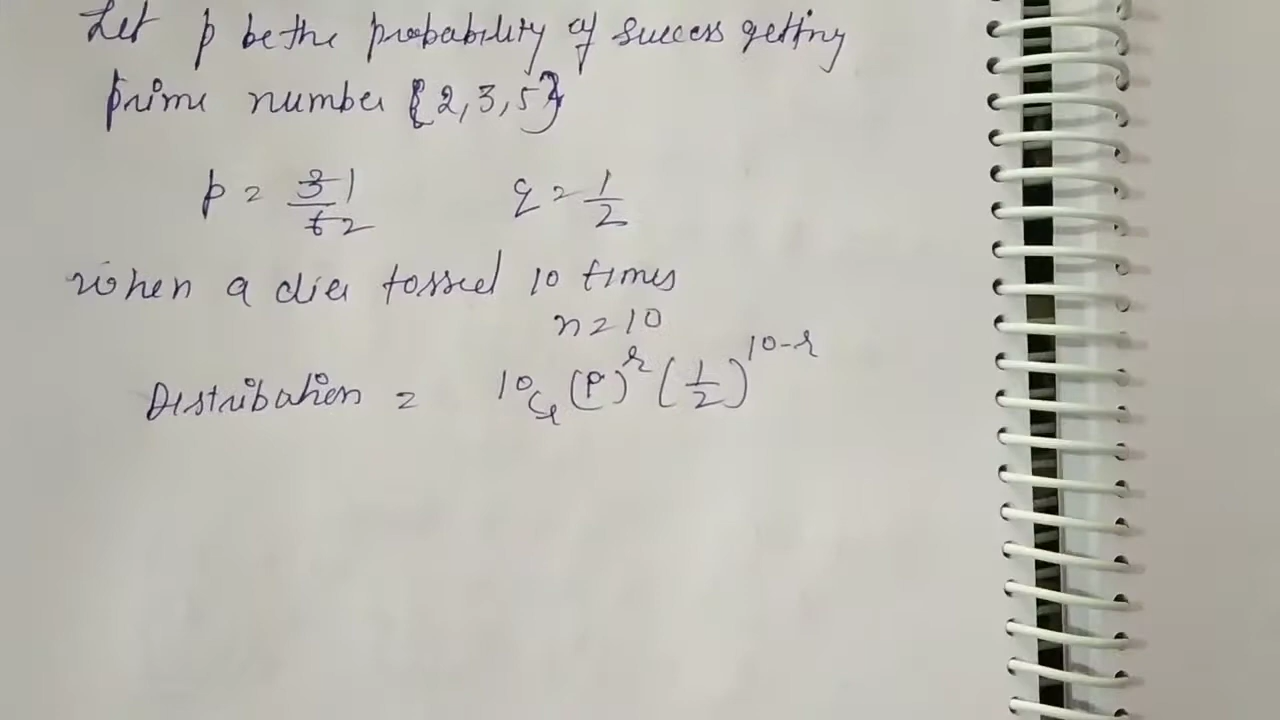 Let p be the probability of success getting
prime number {2,3,5}
p = 3/6 1/2 q = 1/2
when a dier tossed 10 times
n = 10
Distribution = ¹⁰Cᵣ (P)ʳ (1/2)¹⁰⁻ʳ